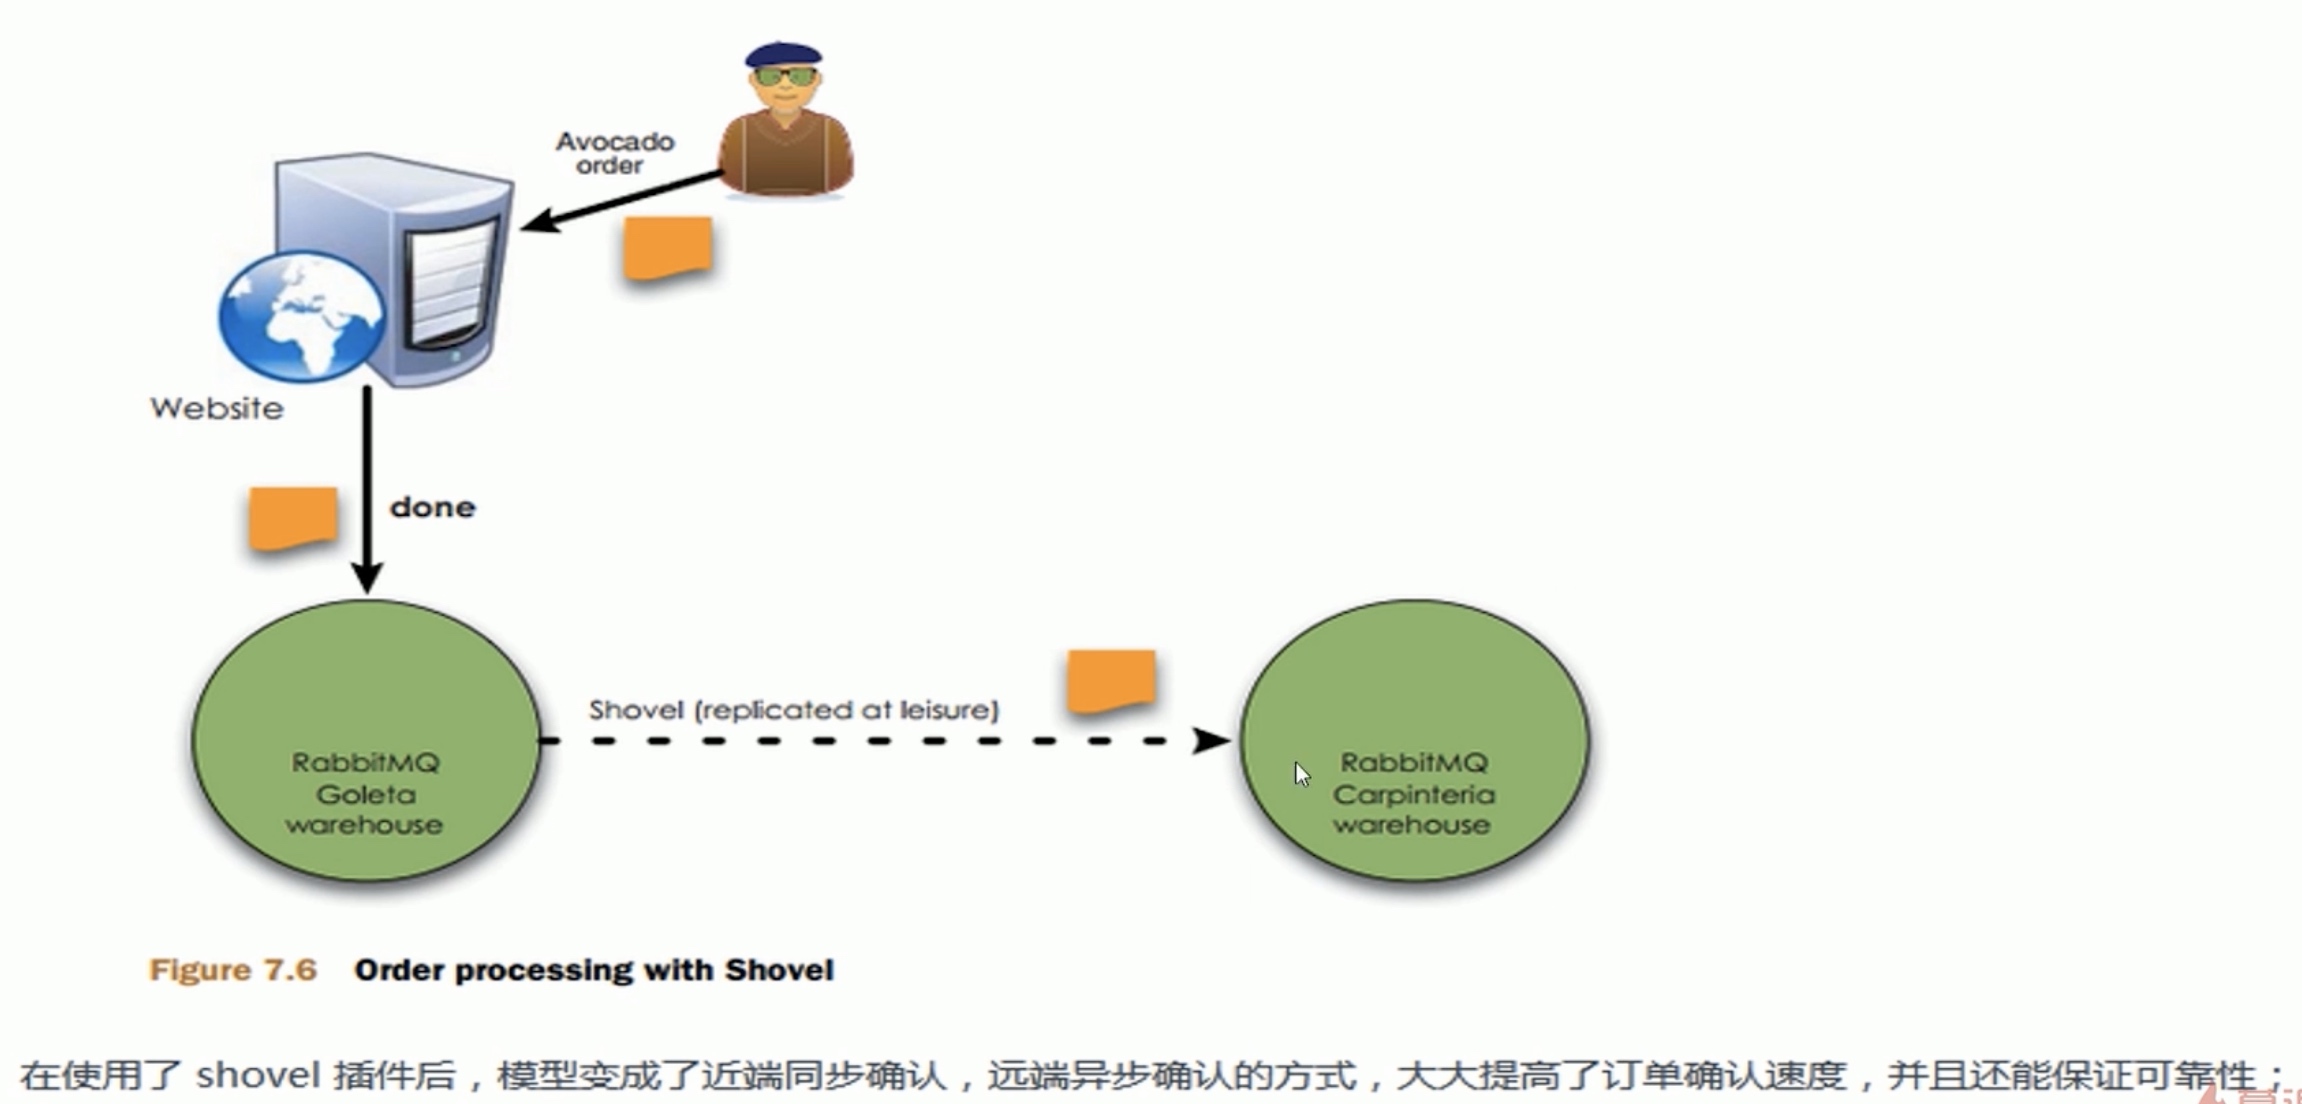 Avocado
order
Website
done
Shovel (replicated at leisure)
RabbitMQ
Goleta
warehouse
RabbitMQ
Carpinteria
warehouse
Figure 7.6 Order processing with Shovel
在使用了 shovel 插件后，模型变成了近端同步确认，远端异步确认的方式，大大提高了订单确认速度，并且还能保证可靠性；